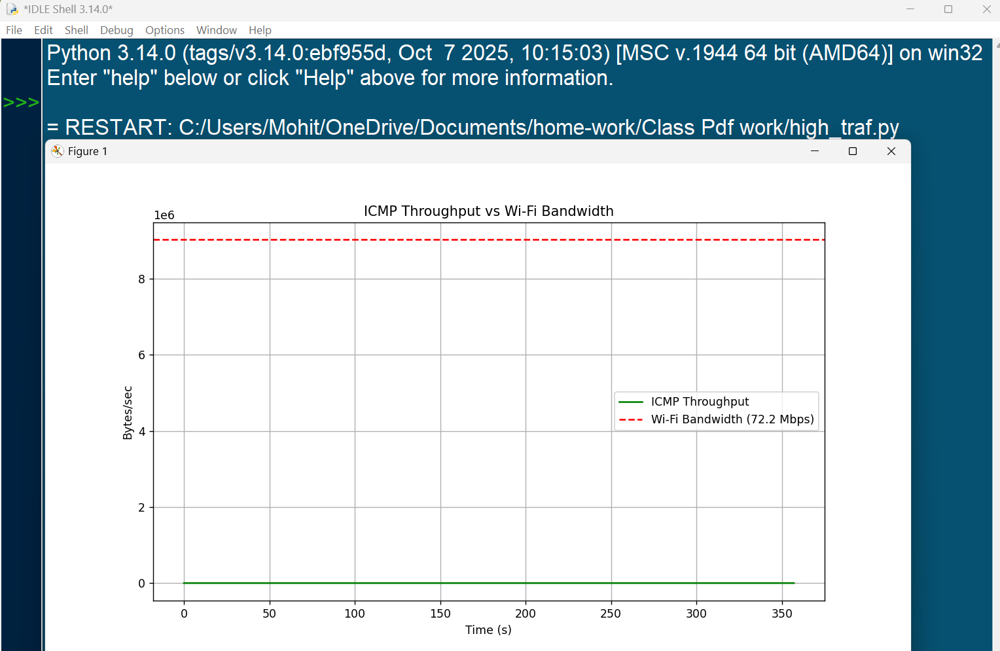 *IDLE Shell 3.14.0*
File Edit Shell Debug Options Window Help
Python 3.14.0 (tags/v3.14.0:ebf955d, Oct  7 2025, 10:15:03) [MSC v.1944 64 bit (AMD64)] on win32
Enter "help" below or click "Help" above for more information.
>>>
= RESTART: C:/Users/Mohit/OneDrive/Documents/home-work/Class Pdf work/high_traf.py
Figure 1
ICMP Throughput vs Wi-Fi Bandwidth
1e6
8
6
4
2
0
Bytes/sec
ICMP Throughput
Wi-Fi Bandwidth (72.2 Mbps)
0 50 100 150 200 250 300 350
Time (s)